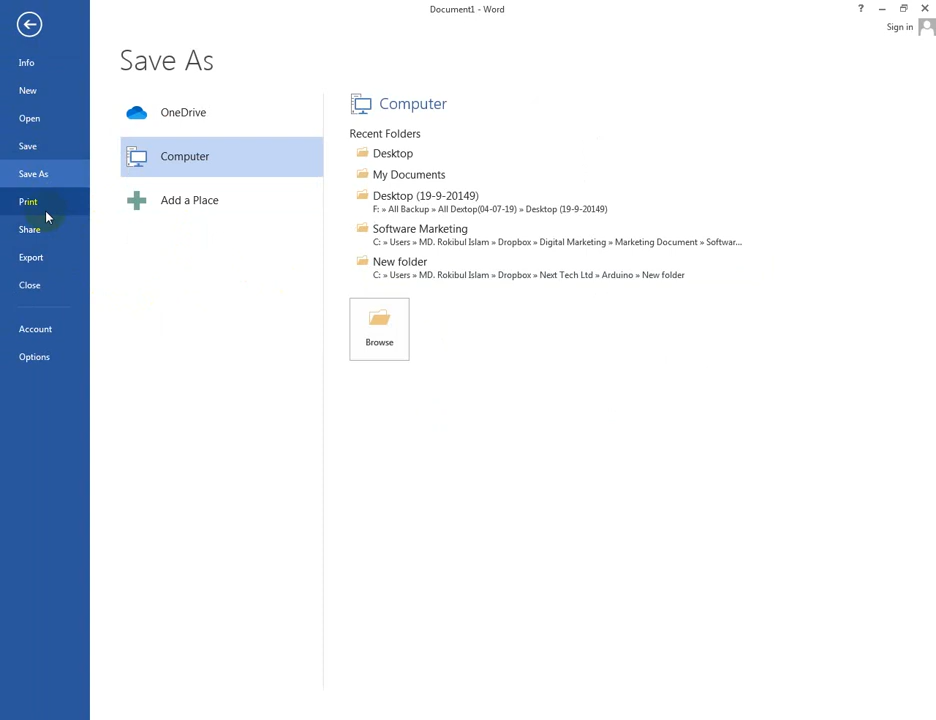 Document1 - Word
?
Sign in
Info
New
Open
Save
Save As
Print
Share
Export
Close
Account
Options
Save As
OneDrive
Computer
Add a Place
Computer
Recent Folders
Desktop
My Documents
Desktop (19-9-20149)
F: » All Backup » All Dextop(04-07-19) » Desktop (19-9-20149)
Software Marketing
C: » Users » MD. Rokibul Islam » Dropbox » Digital Marketing » Marketing Document » Softwar...
New folder
C: » Users » MD. Rokibul Islam » Dropbox » Next Tech Ltd » Arduino » New folder
Browse